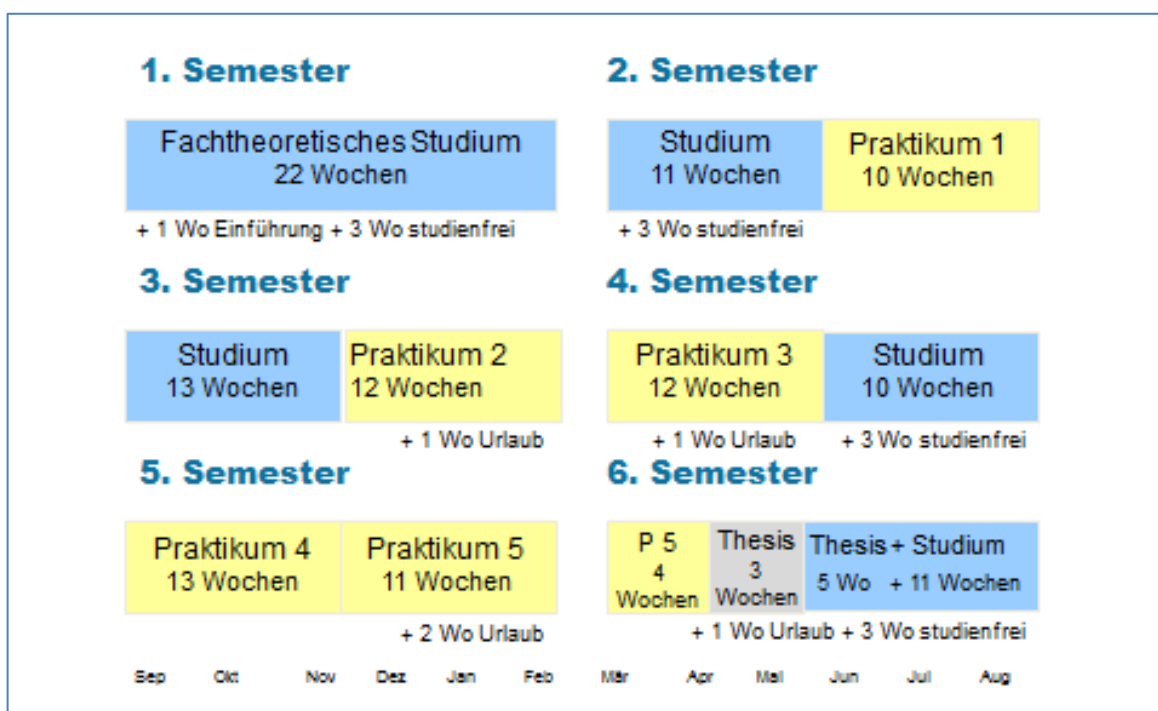 1. Semester
Fachtheoretisches Studium
22 Wochen
+ 1 Wo Einführung + 3 Wo studienfrei
2. Semester
Studium
11 Wochen
Praktikum 1
10 Wochen
+ 3 Wo studienfrei
3. Semester
Studium
13 Wochen
Praktikum 2
12 Wochen
+ 1 Wo Urlaub
4. Semester
Praktikum 3
12 Wochen
Studium
10 Wochen
+ 1 Wo Urlaub
+ 3 Wo studienfrei
5. Semester
Praktikum 4
13 Wochen
Praktikum 5
11 Wochen
+ 2 Wo Urlaub
6. Semester
P 5
4
Wochen
Thesis
3
Wochen
Thesis + Studium
5 Wo + 11 Wochen
+ 1 Wo Urlaub + 3 Wo studienfrei
Sep Okt Nov Dez Jan Feb Mär Apr Mai Jun Jul Aug